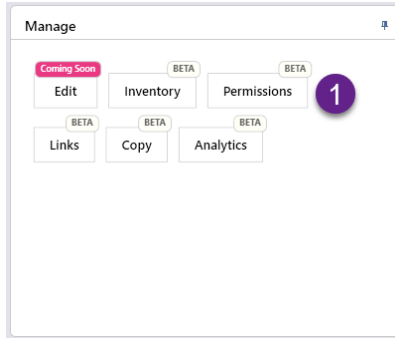 Manage
Coming Soon BETA BETA
Edit Inventory Permissions 1
BETA BETA BETA
Links Copy Analytics